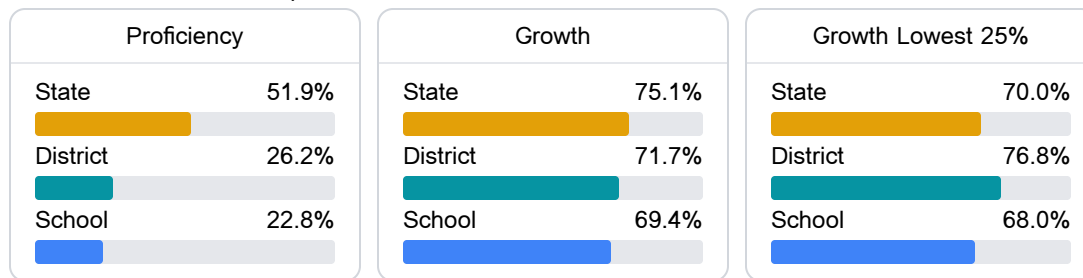 Proficiency
State 51.9%
District 26.2%
School 22.8%
Growth
State 75.1%
District 71.7%
School 69.4%
Growth Lowest 25%
State 70.0%
District 76.8%
School 68.0%